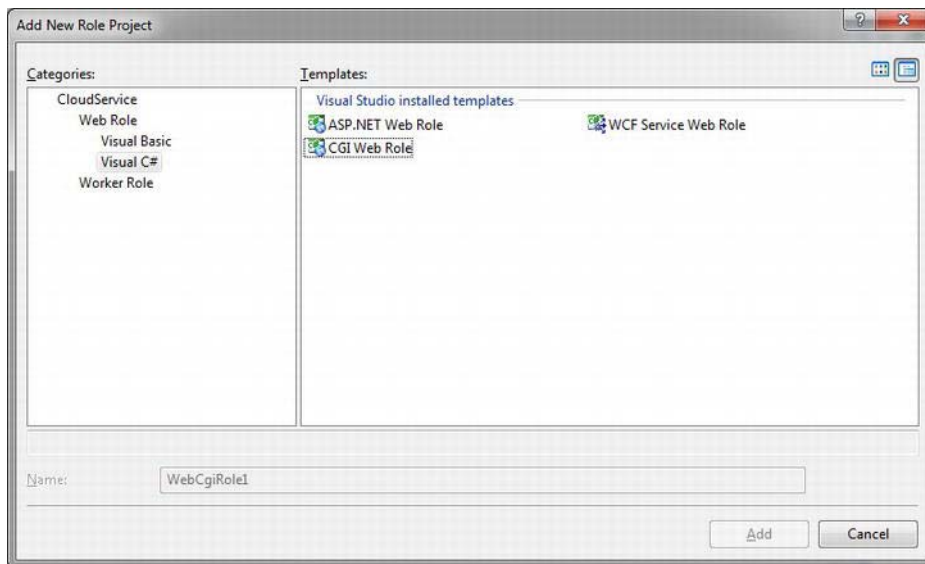 Add New Role Project
Categories:
Templates:
CloudService
Web Role
Visual Basic
Visual C#
Worker Role
Visual Studio installed templates
ASP.NET Web Role
WCF Service Web Role
CGI Web Role
Name:
WebCgiRole1
Add
Cancel